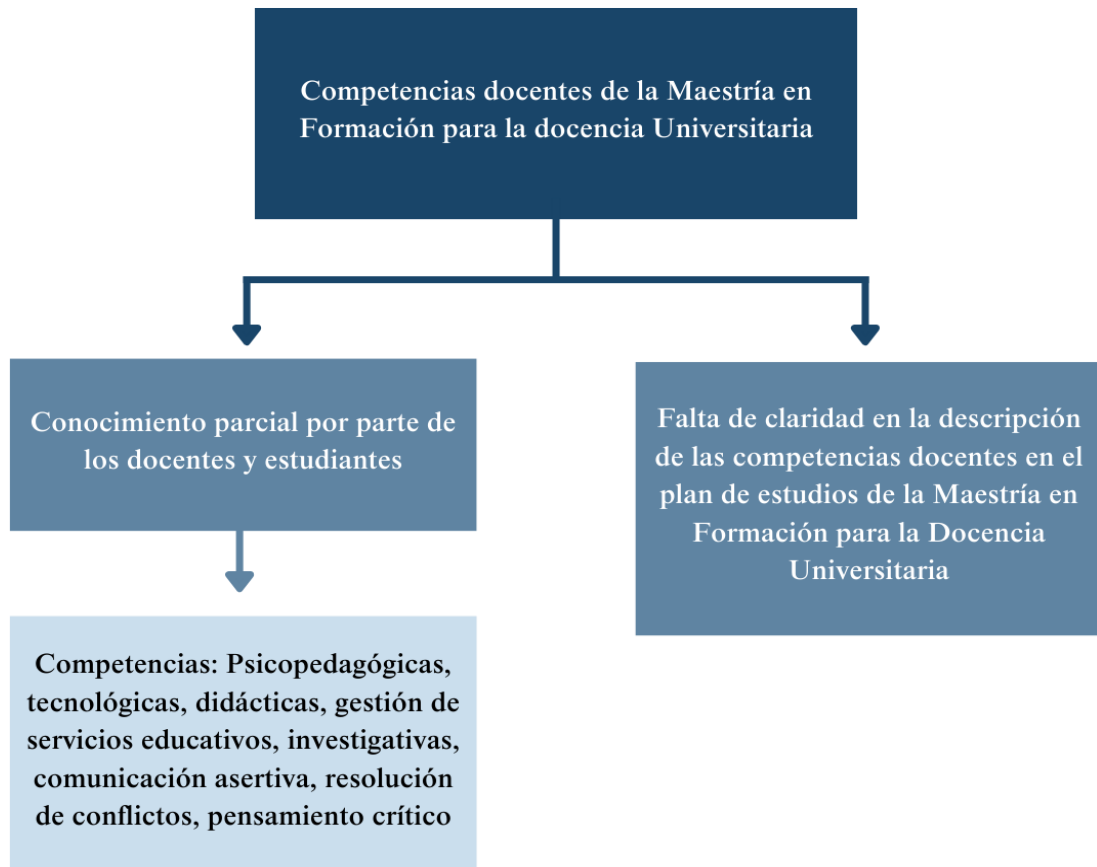 Competencias docentes de la Maestría en
Formación para la docencia Universitaria
Conocimiento parcial por parte de
los docentes y estudiantes
Falta de claridad en la descripción
de las competencias docentes en el
plan de estudios de la Maestría en
Formación para la Docencia
Universitaria
Competencias: Psicopedagógicas,
tecnológicas, didácticas, gestión de
servicios educativos, investigativas,
comunicación asertiva, resolución
de conflictos, pensamiento crítico